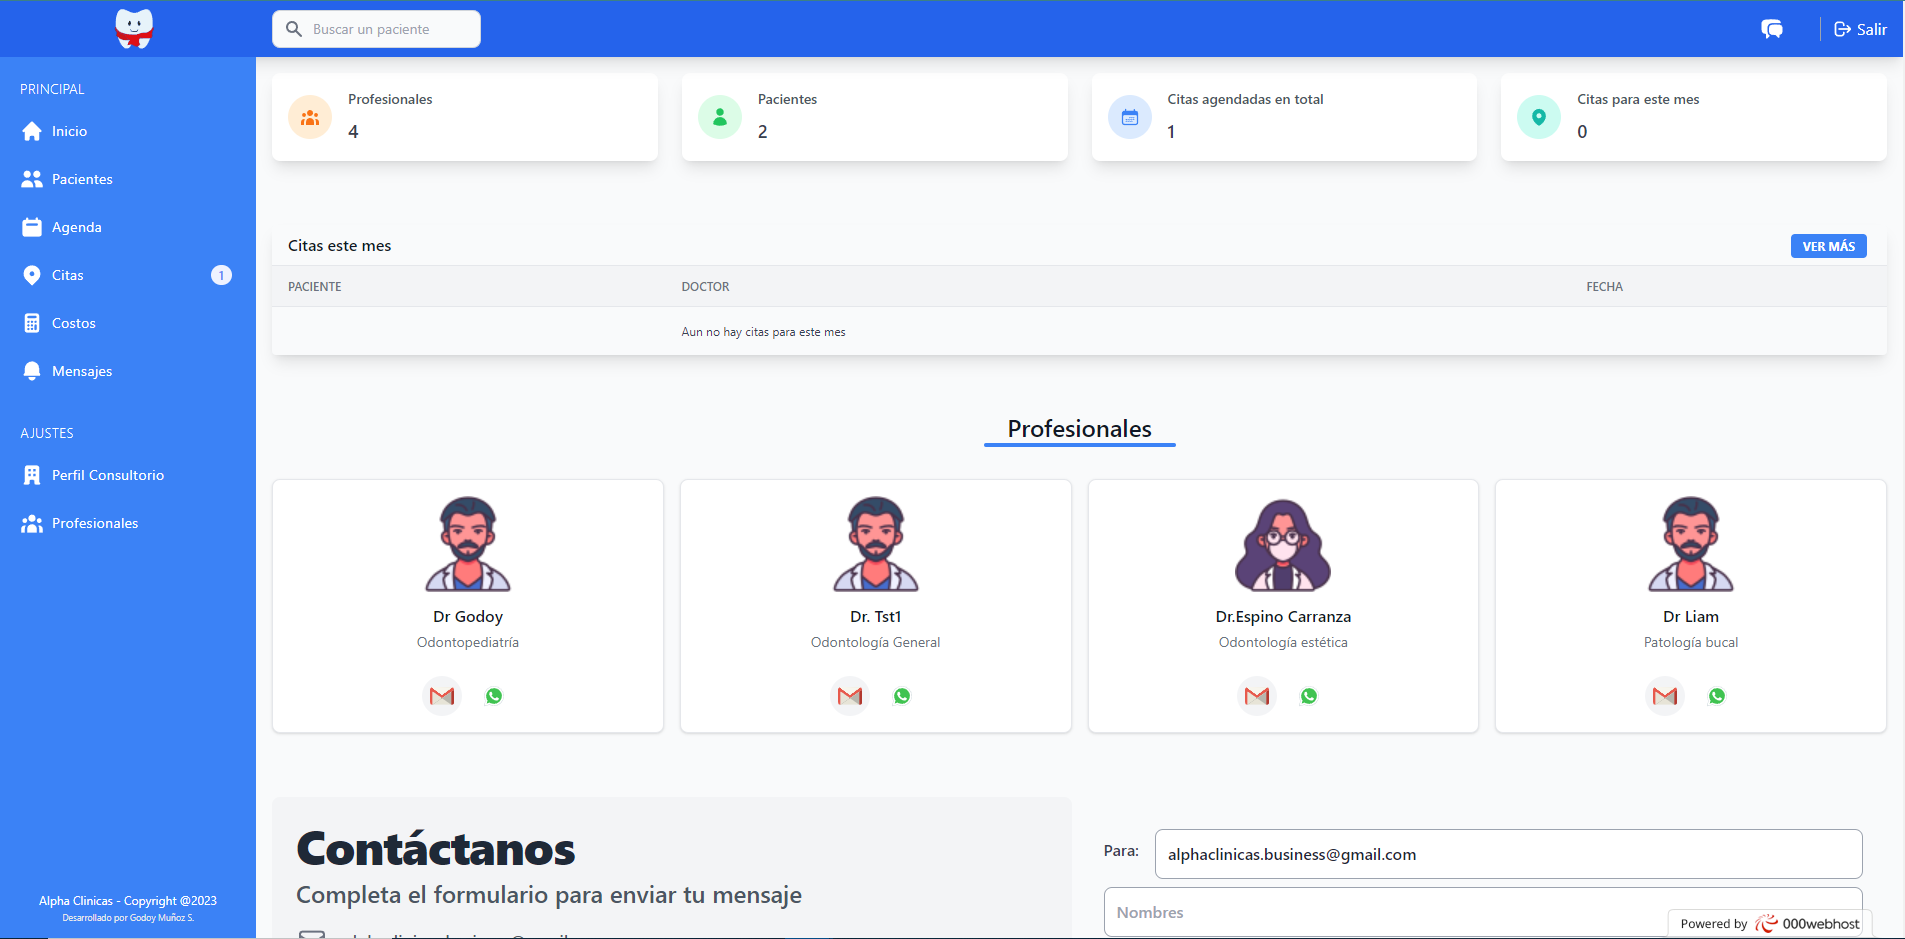 Buscar un paciente
Salir
PRINCIPAL
Inicio
Pacientes
Agenda
Citas 1
Costos
Mensajes
AJUSTES
Perfil Consultorio
Profesionales
Alpha Clinicas - Copyright @2023
Desarrollado por Godoy Muñoz S.
Profesionales
4
Pacientes
2
Citas agendadas en total
1
Citas para este mes
0
Citas este mes
VER MÁS
PACIENTE DOCTOR FECHA
Aun no hay citas para este mes
Profesionales
Dr Godoy
Odontopediatría
Dr. Tst1
Odontología General
Dr.Espino Carranza
Odontología estética
Dr Liam
Patología bucal
Contáctanos
Completa el formulario para enviar tu mensaje
Para: alphaclinicas.business@gmail.com
Nombres
Powered by 000webhost